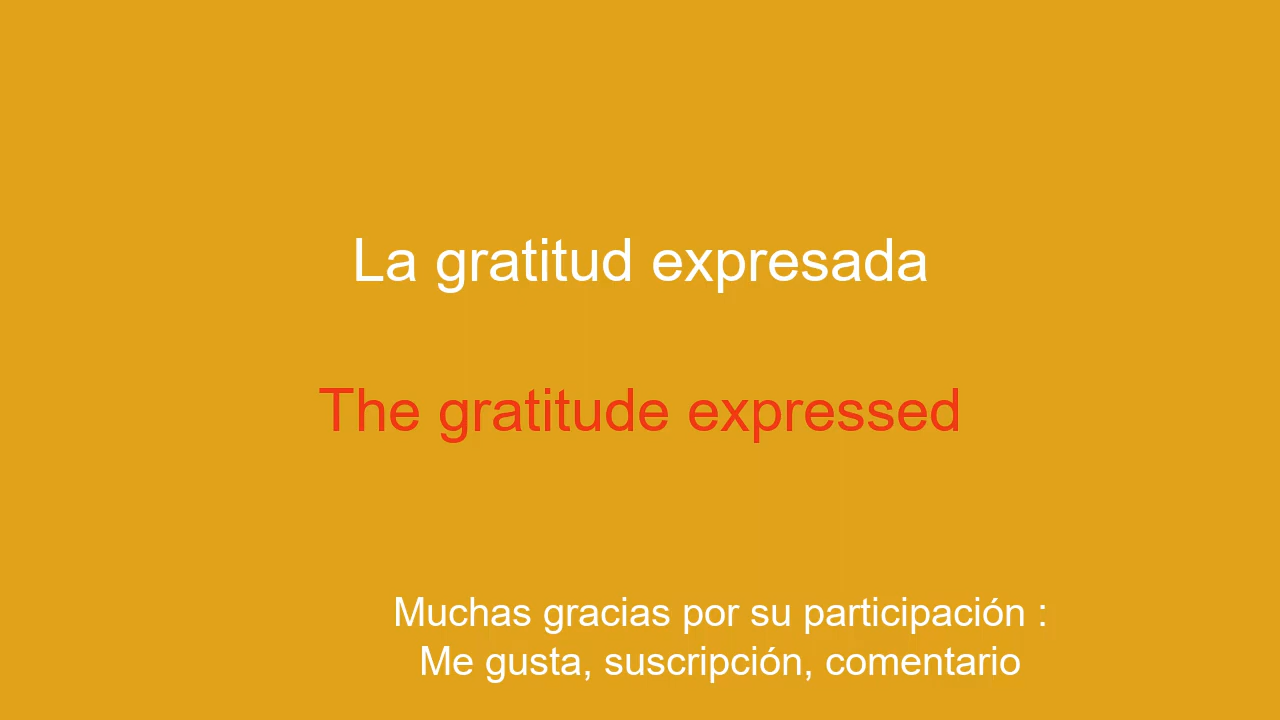 La gratitud expresada
The gratitude expressed
Muchas gracias por su participación :
Me gusta, suscripción, comentario